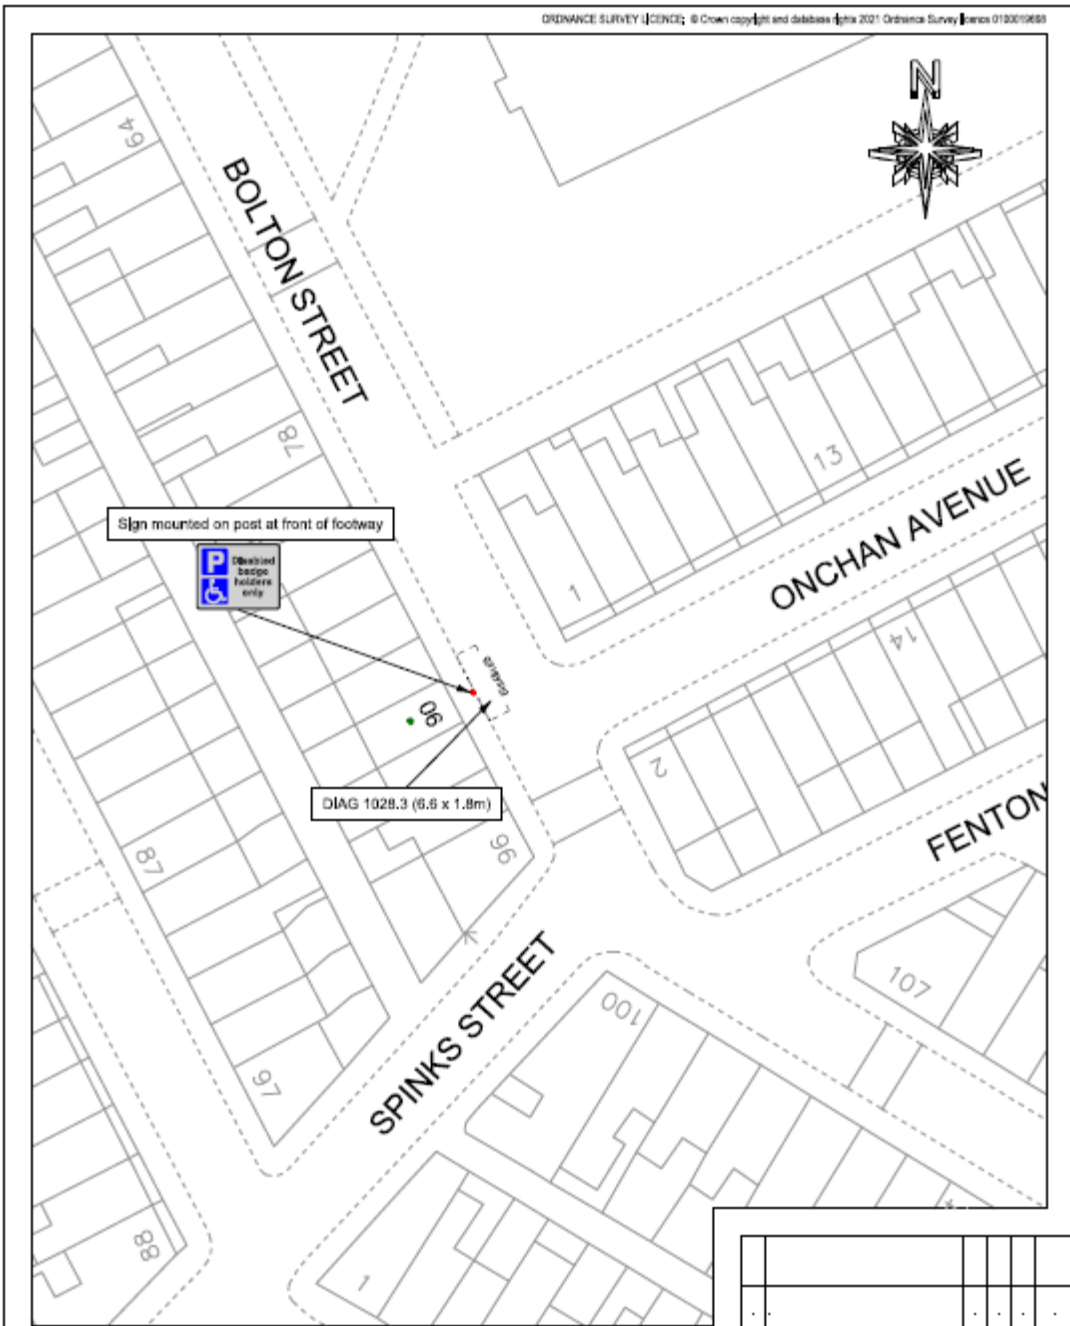 ORDNANCE SURVEY LICENCE; © Crown copyright and database rights 2021 Ordnance Survey licence 0100019668
N
64
BOLTON STREET
78
13
ONCHAN AVENUE
Sign mounted on post at front of footway
P
Disabled
badge
holders
only
1
14
90
2
DIAG 1028.3 (6.6 x 1.8m)
FENTON
87
96
SPINKS STREET
107
100
97
88
1